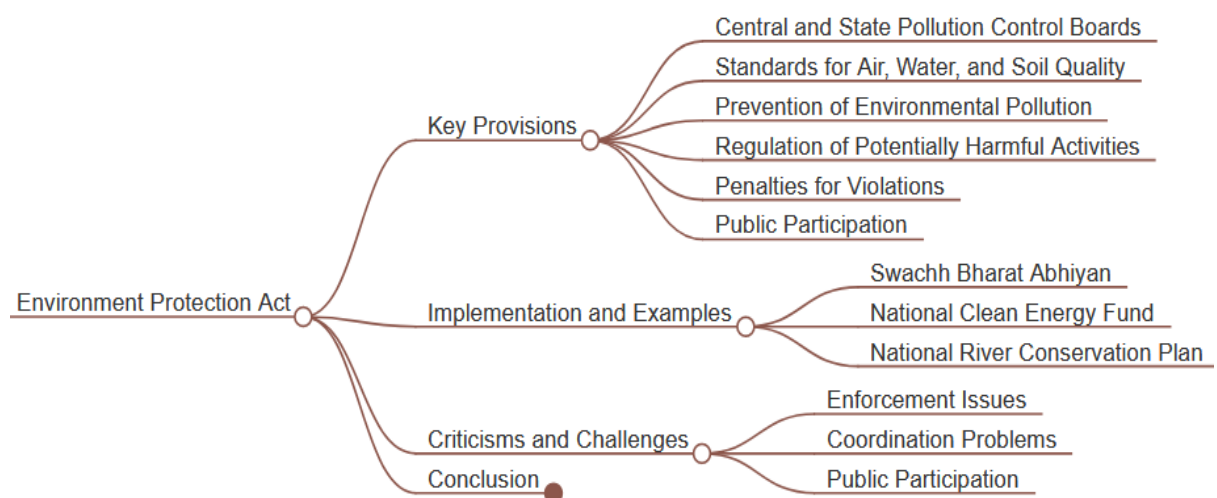 Environment Protection Act
Key Provisions
Central and State Pollution Control Boards
Standards for Air, Water, and Soil Quality
Prevention of Environmental Pollution
Regulation of Potentially Harmful Activities
Penalties for Violations
Public Participation
Implementation and Examples
Swachh Bharat Abhiyan
National Clean Energy Fund
National River Conservation Plan
Criticisms and Challenges
Enforcement Issues
Coordination Problems
Public Participation
Conclusion